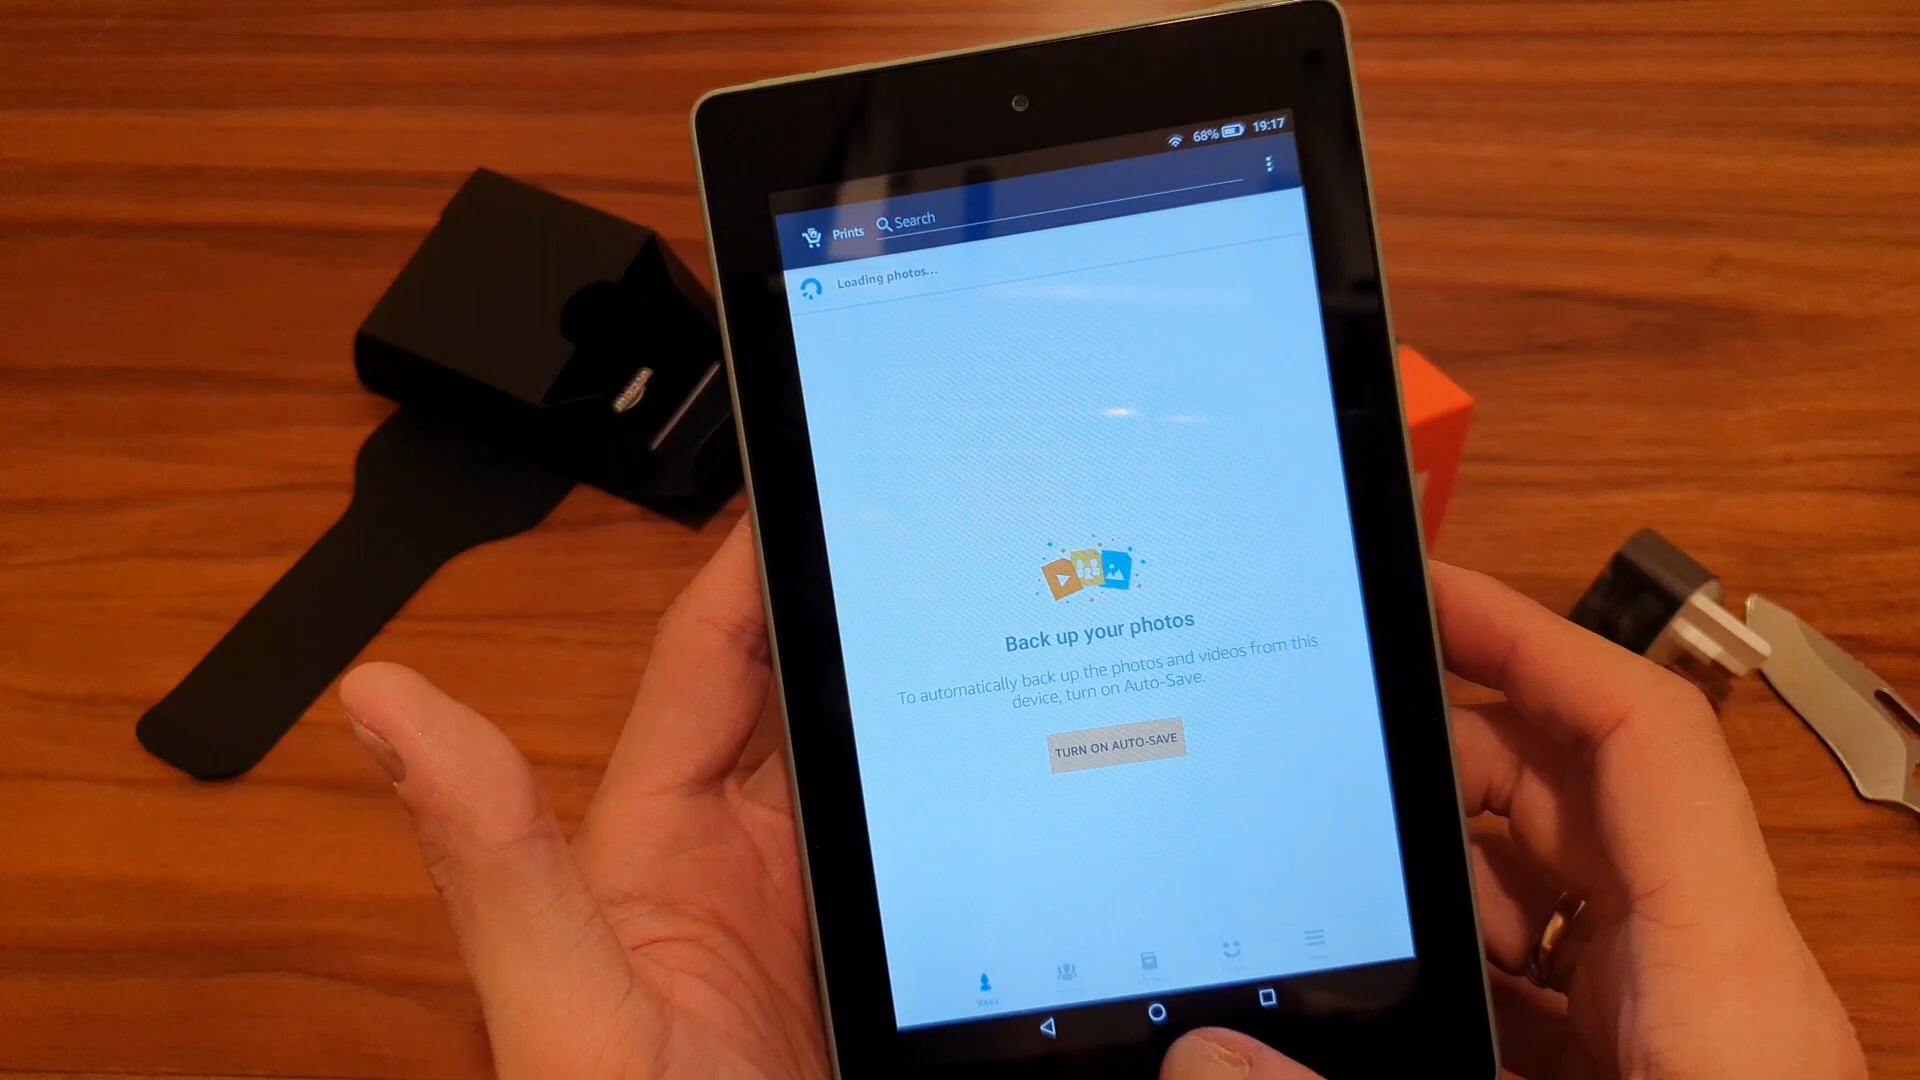 68% 19:17
Prints Search
Loading photos...
Back up your photos
To automatically back up the photos and videos from this
device, turn on Auto-Save.
TURN ON AUTO-SAVE
Yours